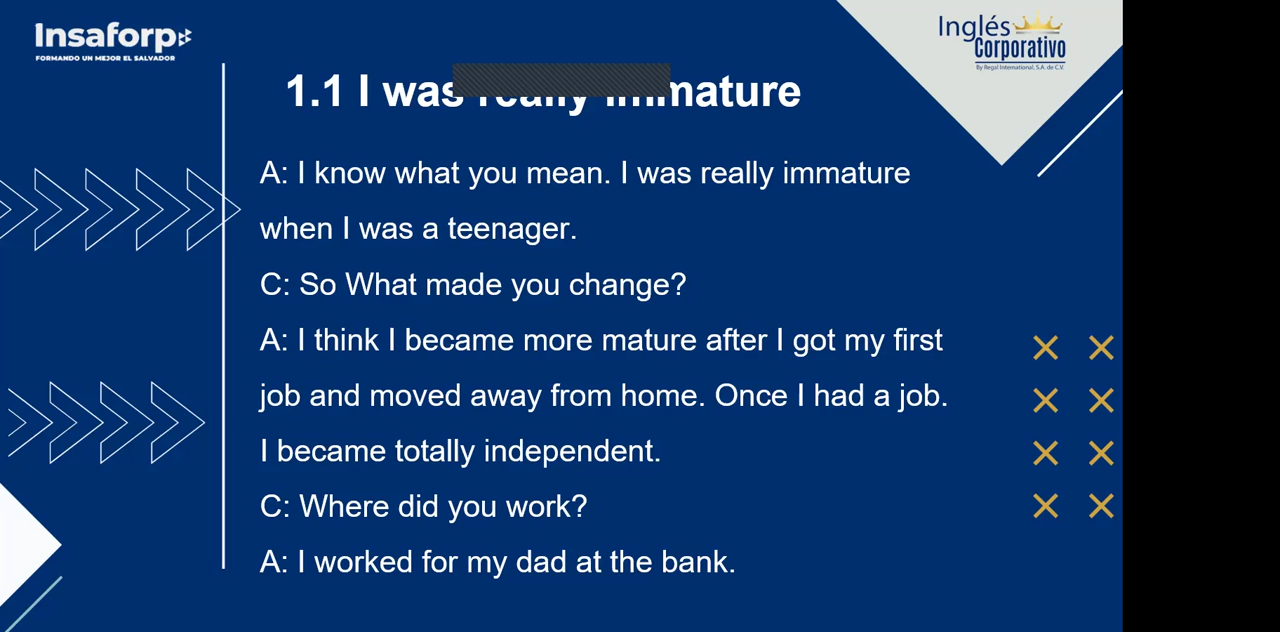 Insaforp
FORMANDO UN MEJOR EL SALVADOR
Inglés
Corporativo
By Regal International, S.A. de C.V.
1.1 I was really immature
A: I know what you mean. I was really immature
when I was a teenager.
C: So What made you change?
A: I think I became more mature after I got my first
job and moved away from home. Once I had a job.
I became totally independent.
C: Where did you work?
A: I worked for my dad at the bank.